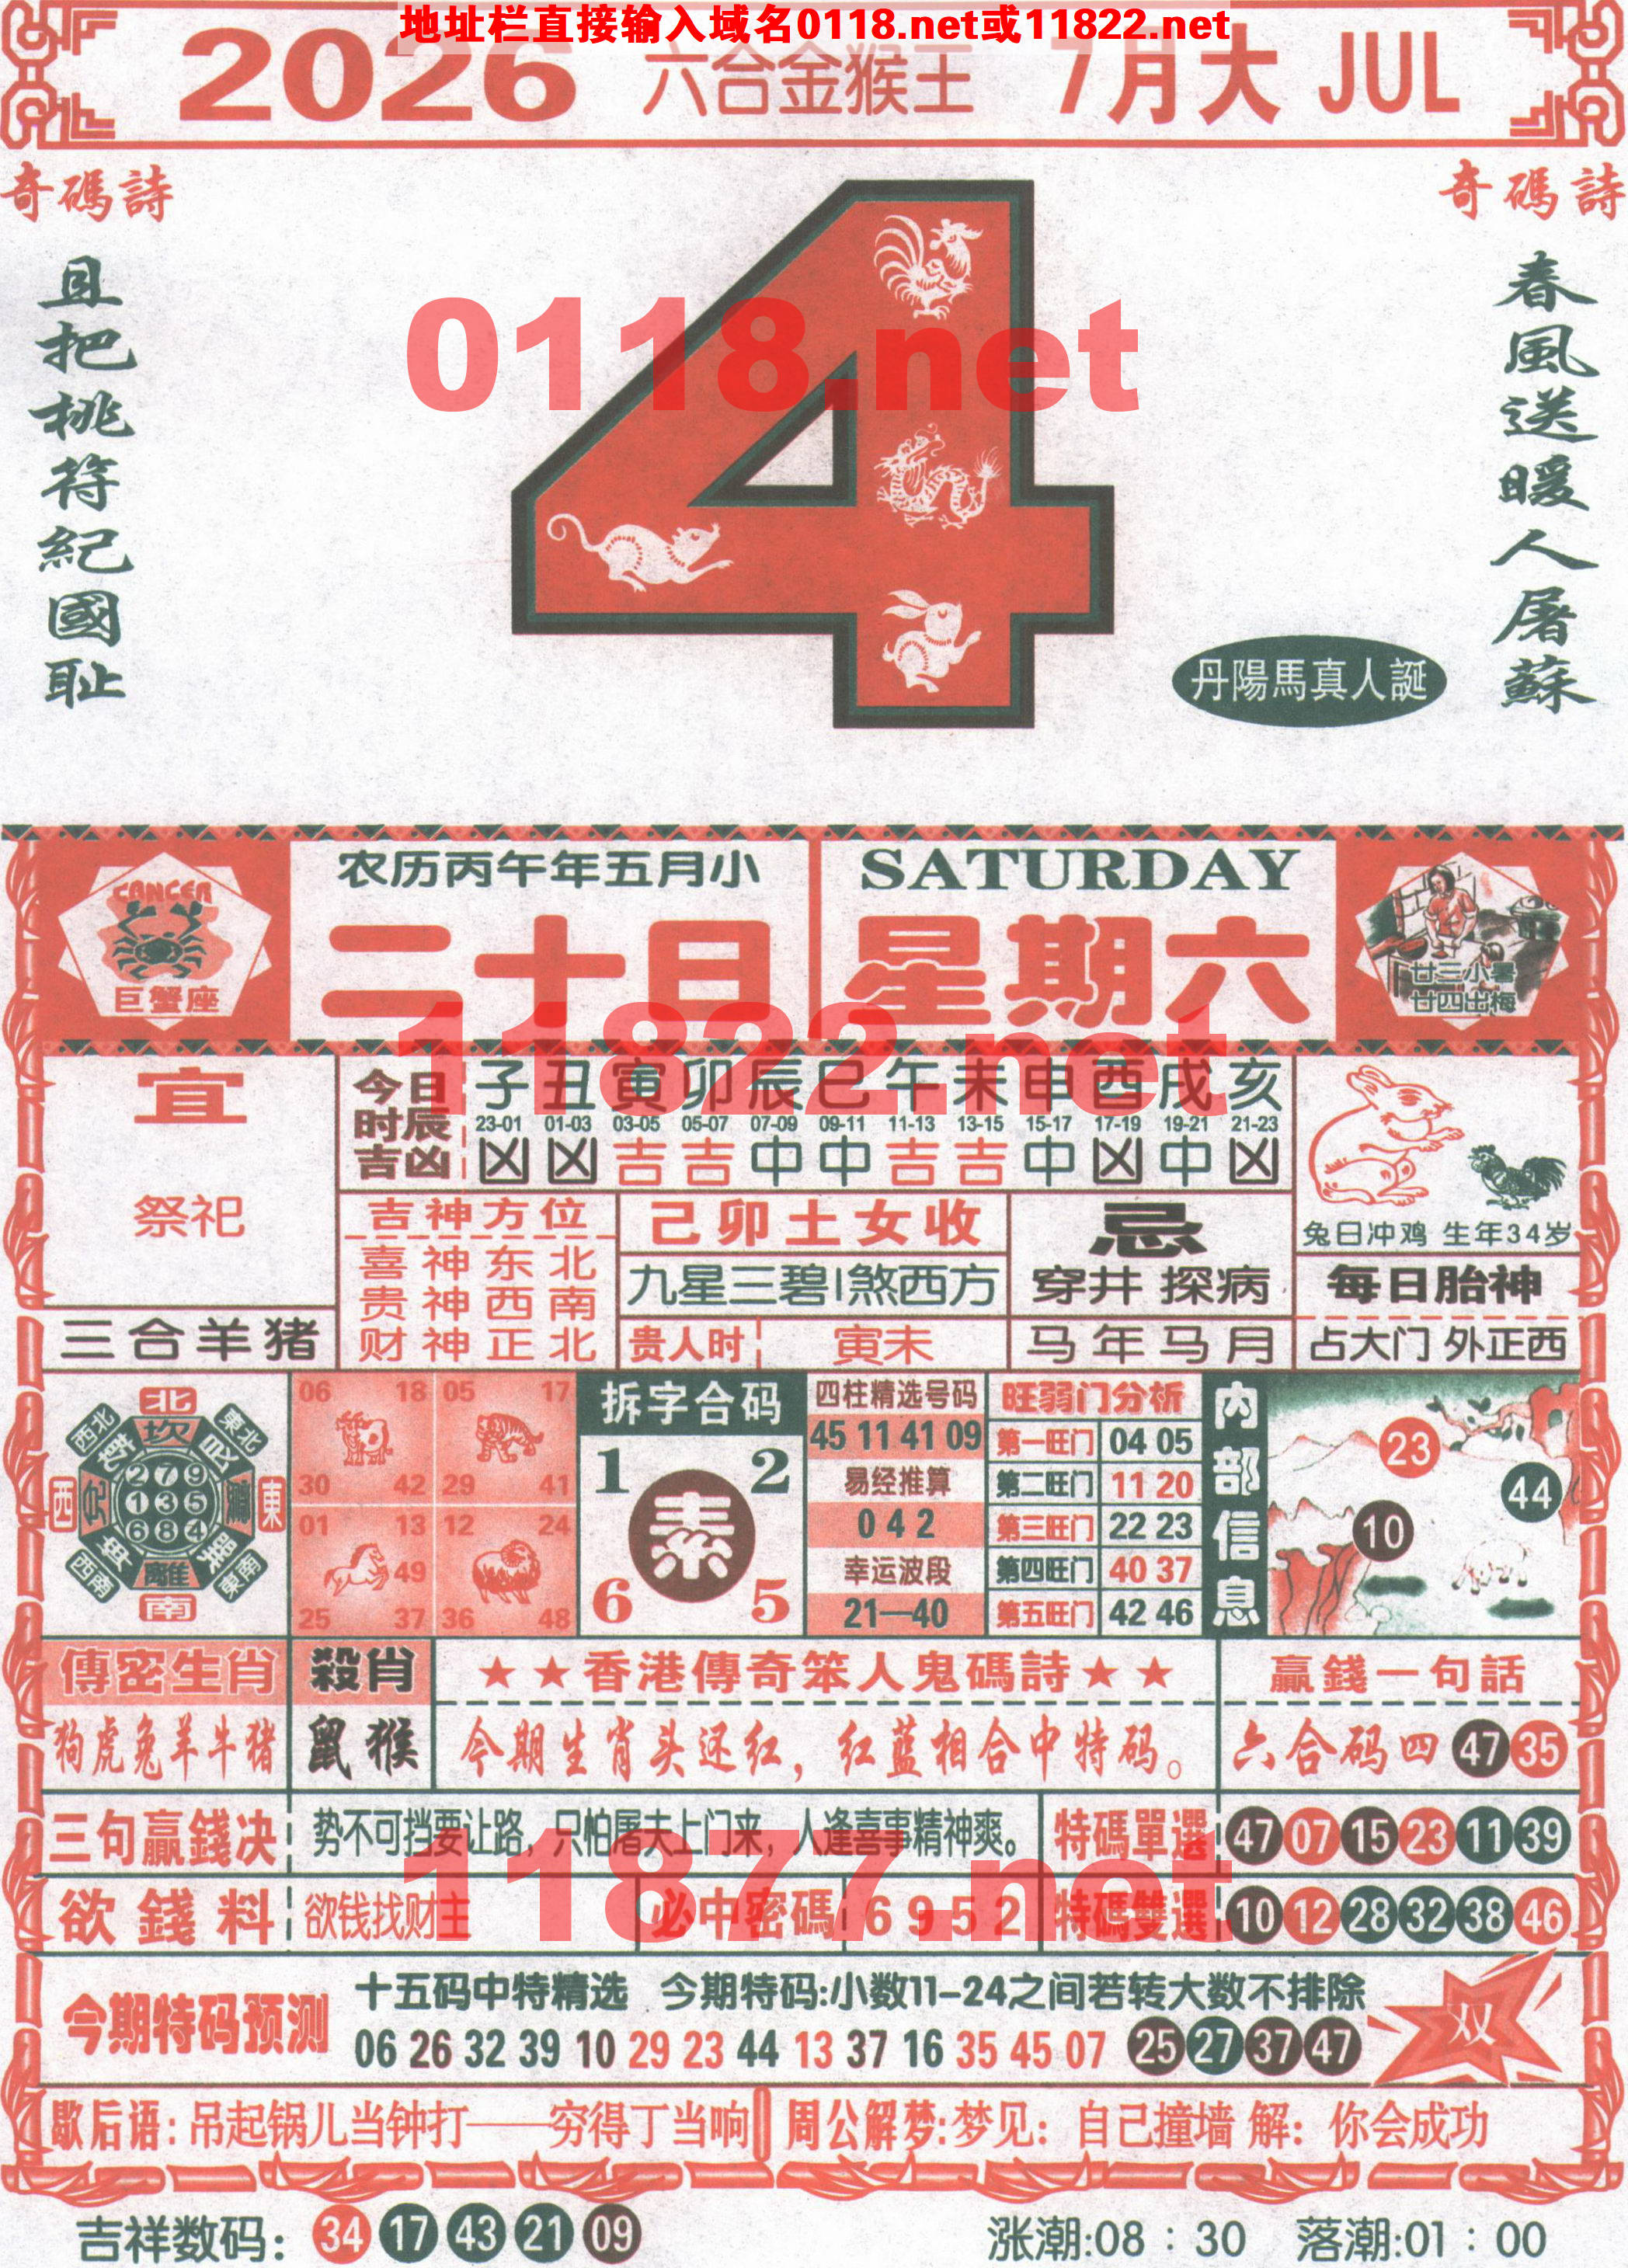 地址栏直接输入域名0118.net或11822.net
2026 六合金猴王 7月大 JUL
奇碼詩
奇碼詩
且把桃符紀國耻
春風送暖人屠蘇
0118.net
丹陽馬真人誕
CANCER
巨蟹座
农历丙午年五月小
二十日
SATURDAY
星期六
廿三小暑
廿四出梅
11822.net
宜
祭祀
三合羊猪
今日时辰吉凶
子 丑 寅 卯 辰 巳 午 未 申 酉 戌 亥
23-01 01-03 03-05 05-07 07-09 09-11 11-13 13-15 15-17 17-19 19-21 21-23
凶 凶 吉 吉 中 中 吉 吉 中 凶 中 凶
吉神方位
喜神东北
贵神西南
财神正北
己卯土女收
九星三碧|煞西方
贵人时 寅未
忌
穿井 探病
马年马月
兔日冲鸡 生年34岁
每日胎神
占大门 外正西
北
西北 坎 東北
西 東
279
135
684
西南 離 東南
南
06 18 05 17
30 42 29 41
01 13 12 24
49
25 37 36 48
拆字合码
1 2
素
6 5
四柱精选号码
45 11 41 09
易经推算
0 4 2
幸运波段
21—40
旺弱门分析
第一旺门 04 05
第二旺门 11 20
第三旺门 22 23
第四旺门 40 37
第五旺门 42 46
内部信息
23
44
10
傳密生肖
狗虎兔羊牛猪
殺肖
鼠猴
★★香港傳奇笨人鬼碼詩★★
今期生肖头还红，红蓝相合中特码。
贏錢一句話
六合码四 47 35
三句贏錢决 势不可挡要让路，只怕屠夫上门来，人逢喜事精神爽。 特碼單選 47 07 15 23 11 39
11877.net
欲錢料 欲钱找财主 必中密碼 6 9 5 2 特碼雙選 10 12 28 32 38 46
今期特码预测
十五码中特精选 今期特码:小数11-24之间若转大数不排除
06 26 32 39 10 29 23 44 13 37 16 35 45 07 25 27 37 47
双
歇后语: 吊起锅儿当钟打——穷得丁当响
周公解梦: 梦见：自己撞墙 解：你会成功
吉祥数码：34 17 43 21 09
涨潮:08：30 落潮:01：00